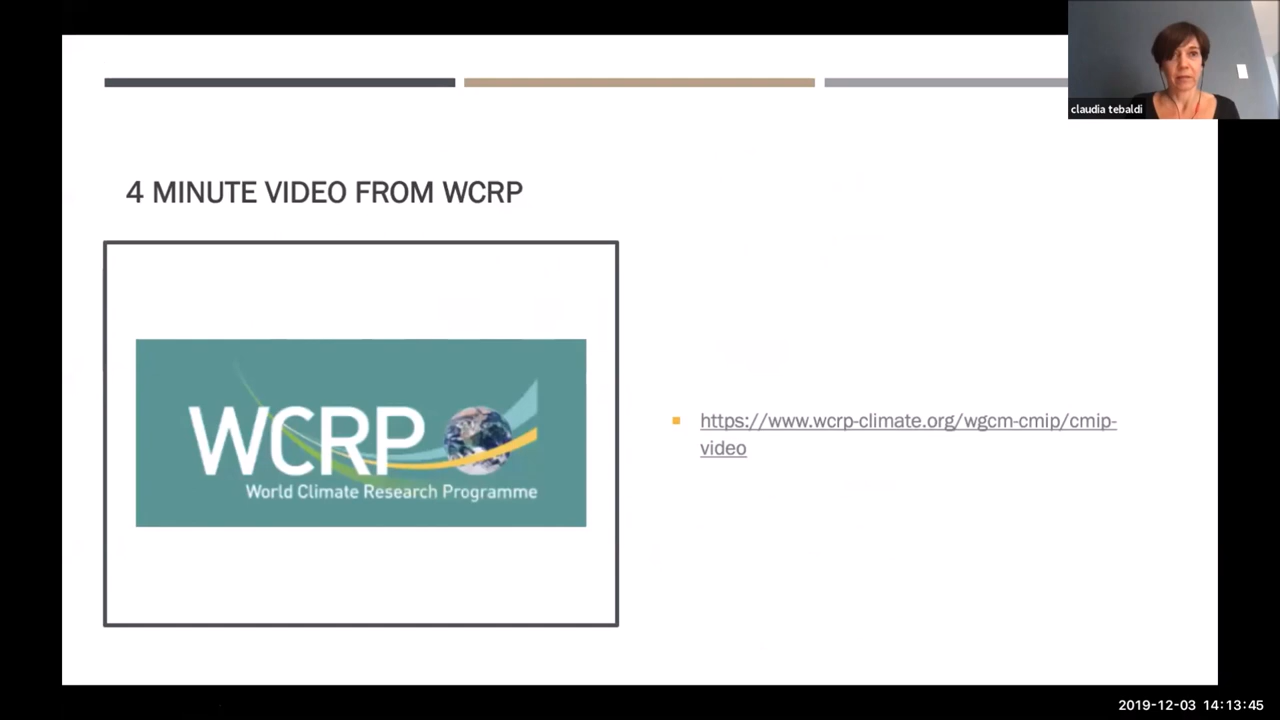 claudia tebaldi
4 MINUTE VIDEO FROM WCRP
WCRP
World Climate Research Programme
https://www.wcrp-climate.org/wgcm-cmip/cmip-
video
2019-12-03 14:13:45